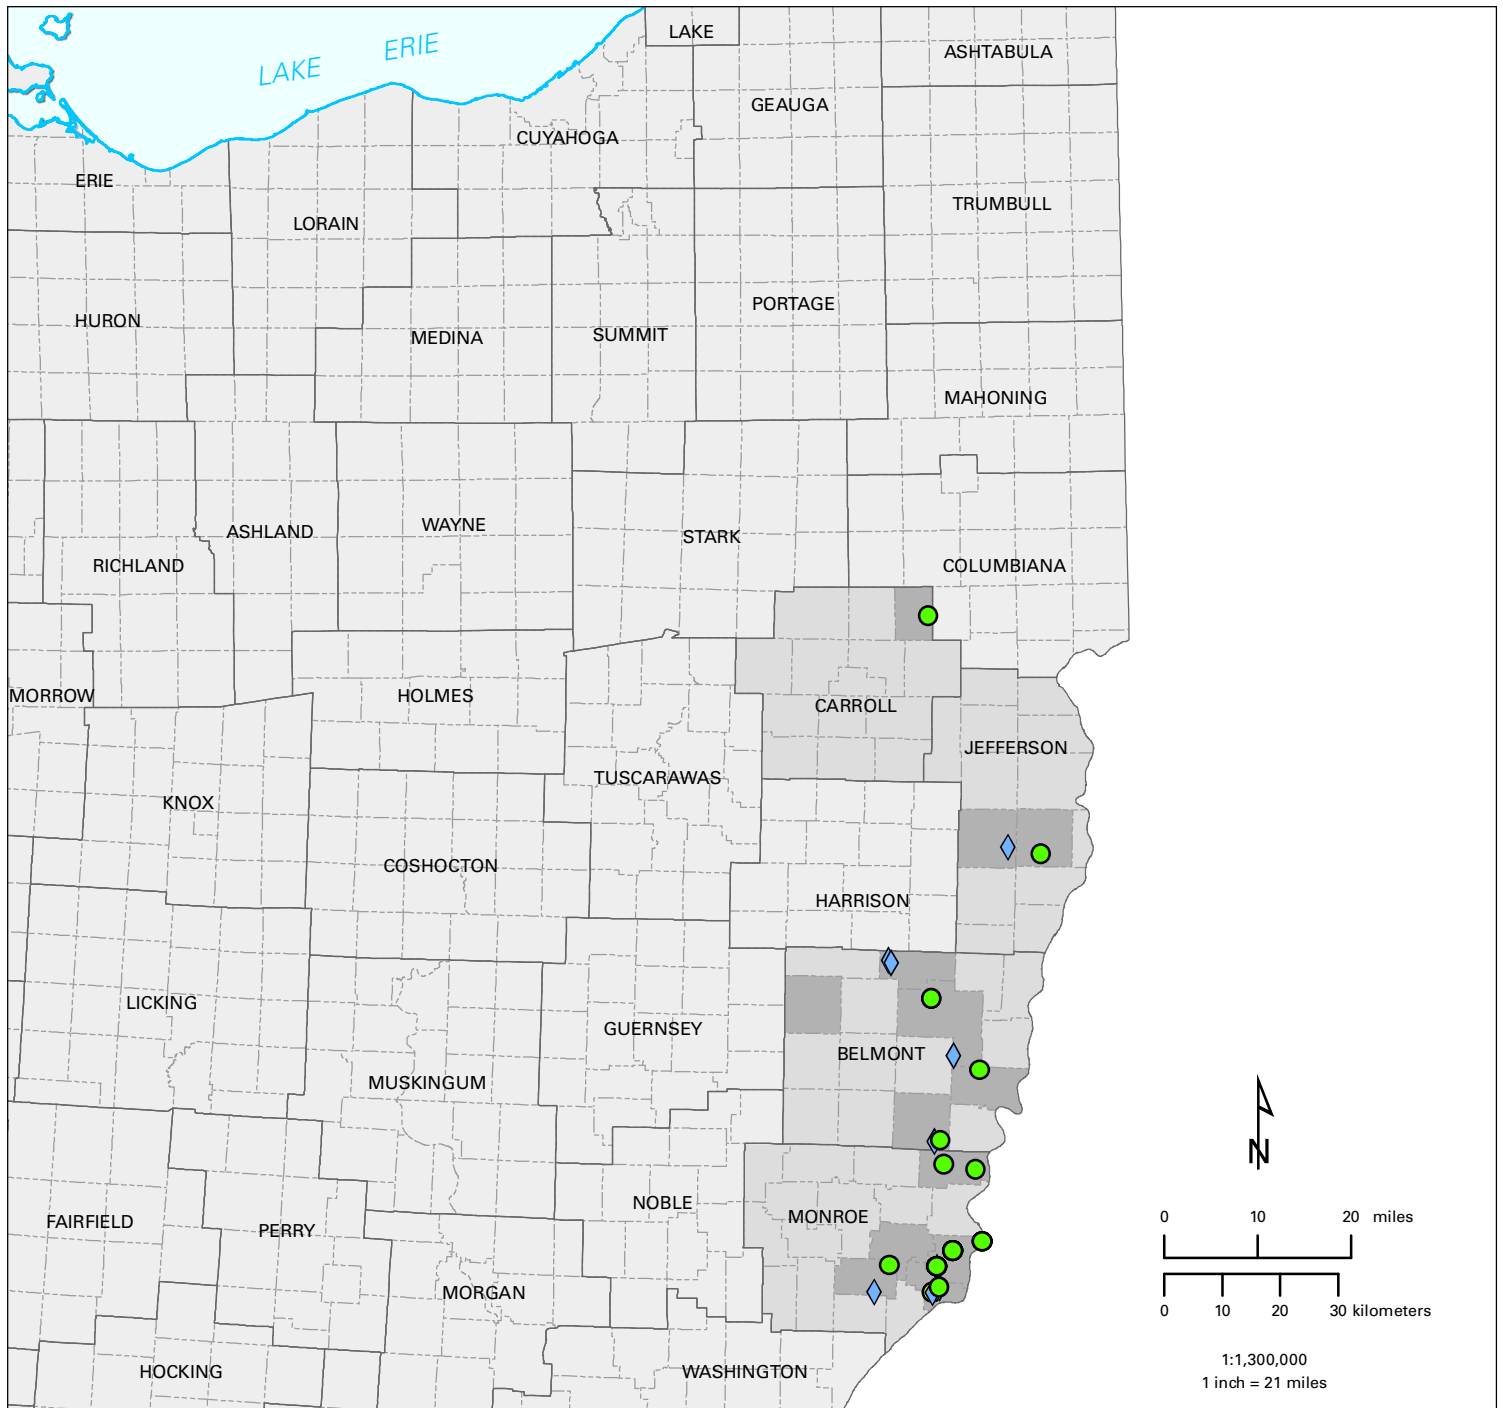 LAKE
ASHTABULA
LAKE ERIE
GEAUGA
CUYAHOGA
ERIE
TRUMBULL
LORAIN
PORTAGE
HURON
SUMMIT
MEDINA
MAHONING
WAYNE
ASHLAND
STARK
RICHLAND
COLUMBIANA
MORROW
HOLMES
CARROLL
JEFFERSON
TUSCARAWAS
KNOX
COSHOCTON
HARRISON
LICKING
GUERNSEY
BELMONT
MUSKINGUM
N
NOBLE
MONROE
FAIRFIELD
PERRY
0 10 20 miles
MORGAN
0 10 20 30 kilometers
HOCKING
WASHINGTON
1:1,300,000
1 inch = 21 miles